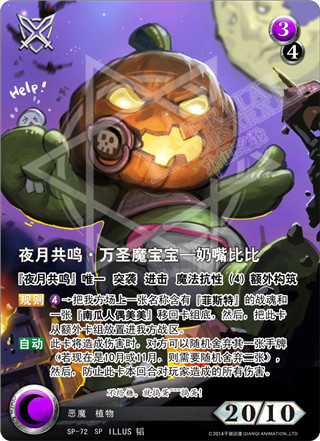 3
4
Help!
夜月共鸣·万圣魔宝宝—奶嘴比比
『夜月共鸣』唯一 突袭 进击 魔法抗性（4）额外构筑
规则 4→把我方场上一张名称含有『菲斯特』的战魂和
一张『南瓜人偶美美』移回卡组底，然后，把此卡
从额外卡组放置进我方战区。
自动 此卡将造成伤害时，对方可以随机舍弃其一张手牌
（若现在是10月或11月，则需要随机舍弃二张），
然后，防止此卡本回合对玩家造成的所有伤害。
不给糖，就捣蛋~~捣蛋！
恶魔 植物
20/10
SP-72 SP ILLUS 韬
©2014千骐动漫 QIANQI ANIMATION.,LTD